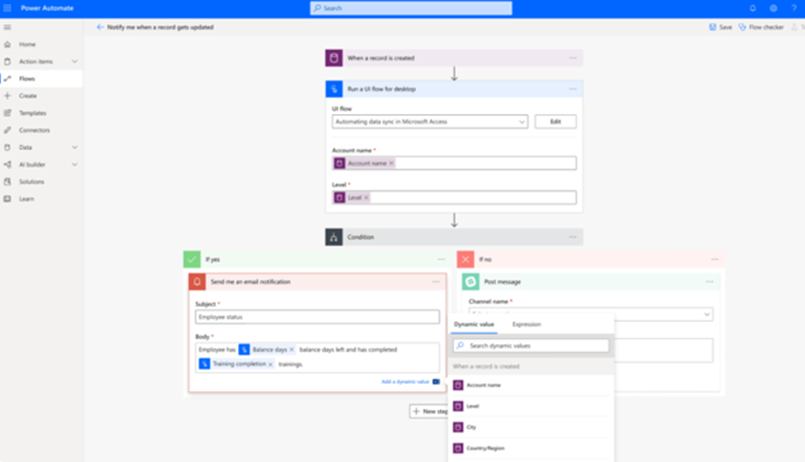 Power Automate
Search
Notify me when a record gets updated
Save
Flow checker
Home
Action items
Flows
Create
Templates
Connectors
Data
AI builder
Solutions
Learn
When a record is created
Run a UI flow for desktop
UI flow
Automating data sync in Microsoft Access
Edit
Account name *
Account name ×
Level *
Level ×
Condition
If yes
Send me an email notification
Subject *
Employee status
Body *
Employee has Balance days × balance days left and has completed
Training completion × trainings.
Add a dynamic value
+ New step
If no
Post message
Channel name *
Dynamic value
Expression
Search dynamic values
When a record is created
Account name
Level
City
Country/Region